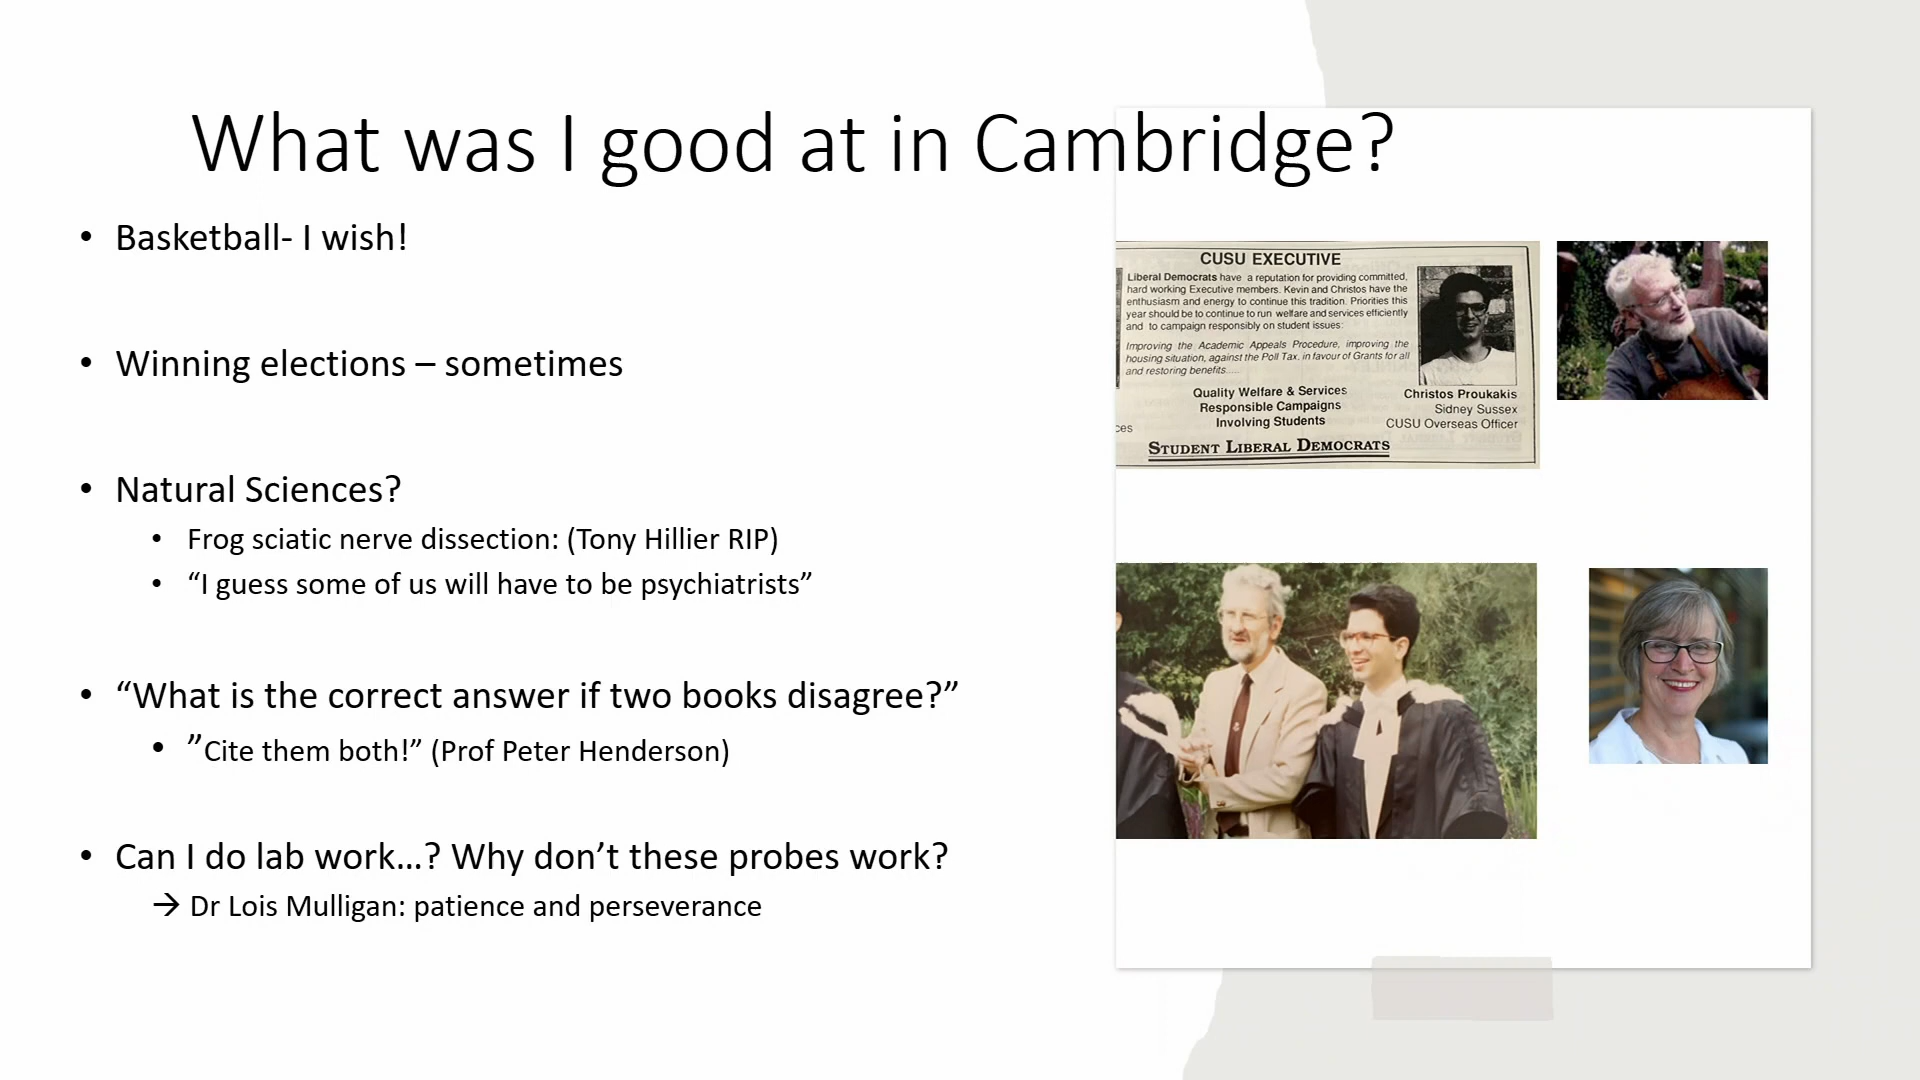 What was I good at in Cambridge?
• Basketball- I wish!
• Winning elections – sometimes
• Natural Sciences?
• Frog sciatic nerve dissection: (Tony Hillier RIP)
• “I guess some of us will have to be psychiatrists”
• “What is the correct answer if two books disagree?”
• ”Cite them both!” (Prof Peter Henderson)
• Can I do lab work…? Why don’t these probes work?
→ Dr Lois Mulligan: patience and perseverance
CUSU EXECUTIVE
Liberal Democrats have a reputation for providing committed,
hard working Executive members. Kevin and Christos have the
enthusiasm and energy to continue this tradition. Priorities this
year should be to continue to run welfare and services efficiently
and to campaign responsibly on student issues:
Improving the Academic Appeals Procedure, improving the
housing situation, against the Poll Tax, in favour of Grants for all
and restoring benefits.....
Quality Welfare & Services
Responsible Campaigns
Involving Students
ces
Christos Proukakis
Sidney Sussex
CUSU Overseas Officer
STUDENT LIBERAL DEMOCRATS